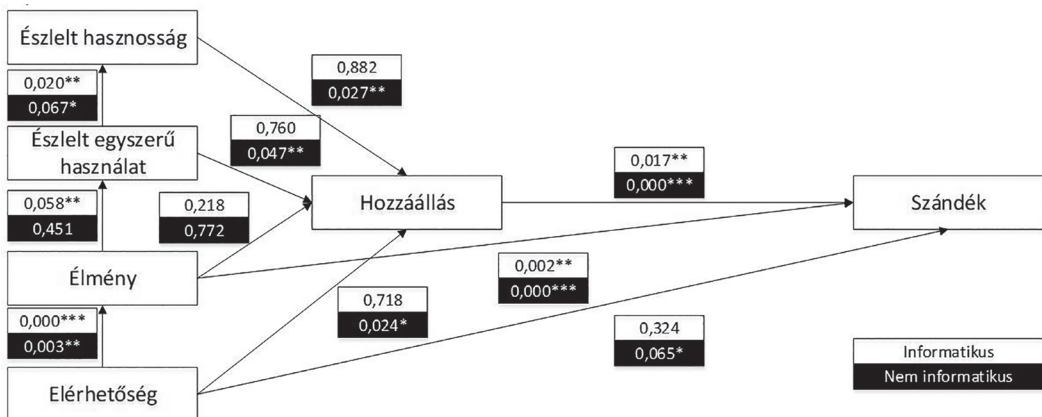 Észlelt hasznosság
0,882
0,027**
0,020**
0,067*
0,760
0,047**
Észlelt egyszerű
használat
0,017**
0,000***
Hozzáállás
Szándék
0,058**
0,451
0,218
0,772
Élmény
0,002**
0,000***
0,718
0,024*
0,000***
0,003**
0,324
0,065*
Informatikus
Nem informatikus
Elérhetőség